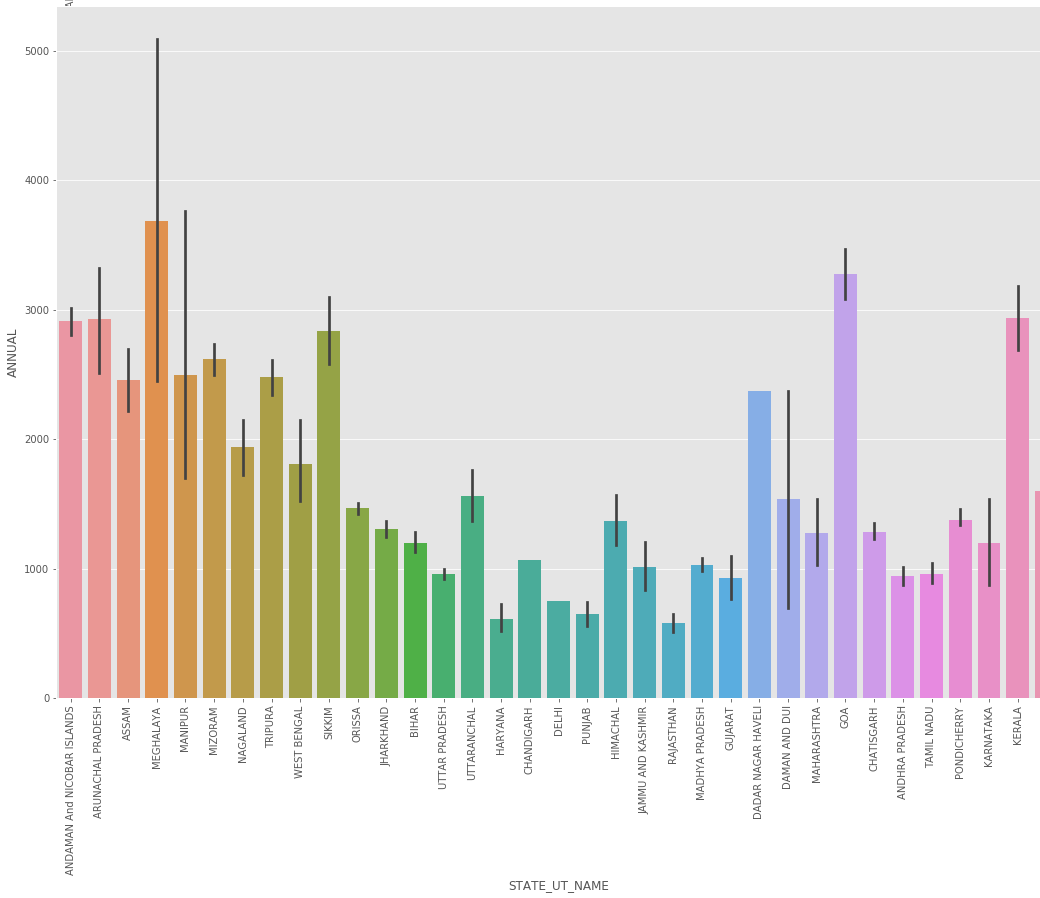 5000
4000
3000
2000
1000
0
ANNUAL
ANDAMAN And NICOBAR ISLANDS
ARUNACHAL PRADESH
ASSAM
MEGHALAYA
MANIPUR
MIZORAM
NAGALAND
TRIPURA
WEST BENGAL
SIKKIM
ORISSA
JHARKHAND
BIHAR
UTTAR PRADESH
UTTARANCHAL
HARYANA
CHANDIGARH
DELHI
PUNJAB
HIMACHAL
JAMMU AND KASHMIR
RAJASTHAN
MADHYA PRADESH
GUJARAT
DADAR NAGAR HAVELI
DAMAN AND DUI
MAHARASHTRA
GOA
CHATISGARH
ANDHRA PRADESH
TAMIL NADU
PONDICHERRY
KARNATAKA
KERALA
STATE_UT_NAME